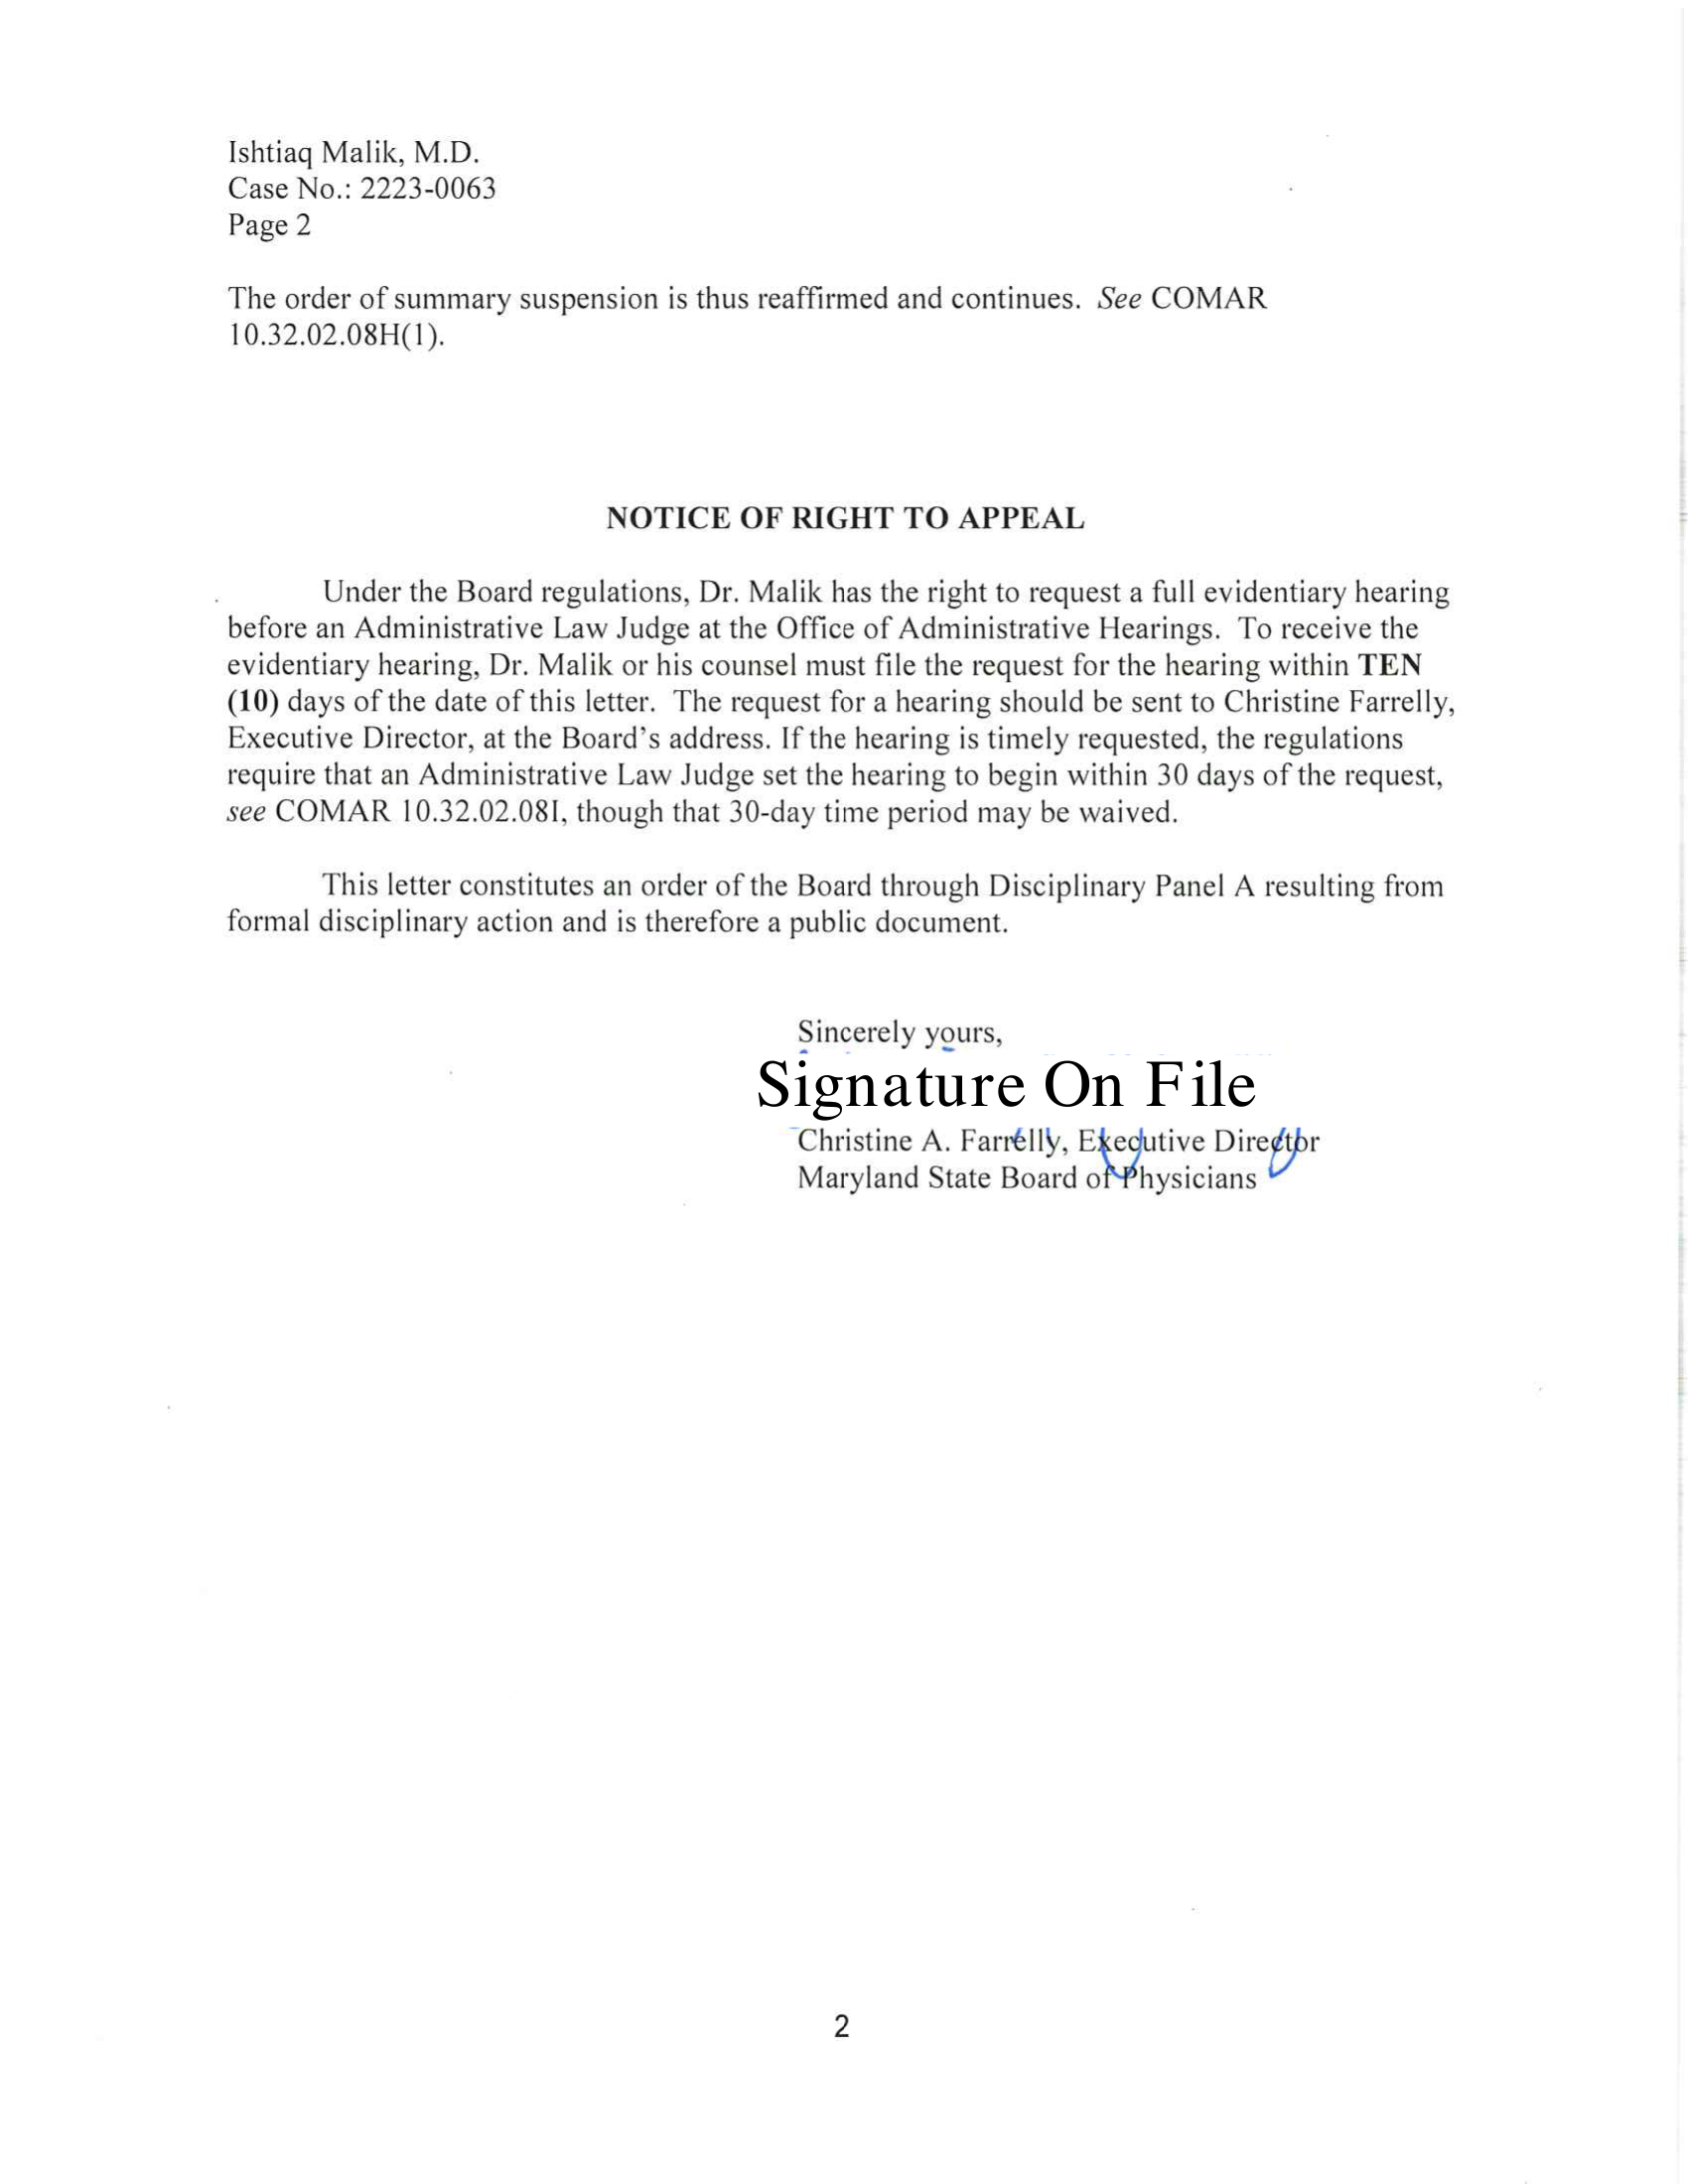 Ishtiaq Malik, M.D.
Case No.: 2223-0063
Page 2
The order of summary suspension is thus reaffirmed and continues. See COMAR
10.32.02.08H(1).
NOTICE OF RIGHT TO APPEAL
Under the Board regulations, Dr. Malik has the right to request a full evidentiary hearing
before an Administrative Law Judge at the Office of Administrative Hearings. To receive the
evidentiary hearing, Dr. Malik or his counsel must file the request for the hearing within TEN
(10) days of the date of this letter. The request for a hearing should be sent to Christine Farrelly,
Executive Director, at the Board's address. If the hearing is timely requested, the regulations
require that an Administrative Law Judge set the hearing to begin within 30 days of the request,
see COMAR 10.32.02.08I, though that 30-day time period may be waived.
This letter constitutes an order of the Board through Disciplinary Panel A resulting from
formal disciplinary action and is therefore a public document.
Sincerely yours,
Signature On File
Christine A. Farrelly, Executive Director
Maryland State Board of Physicians
2